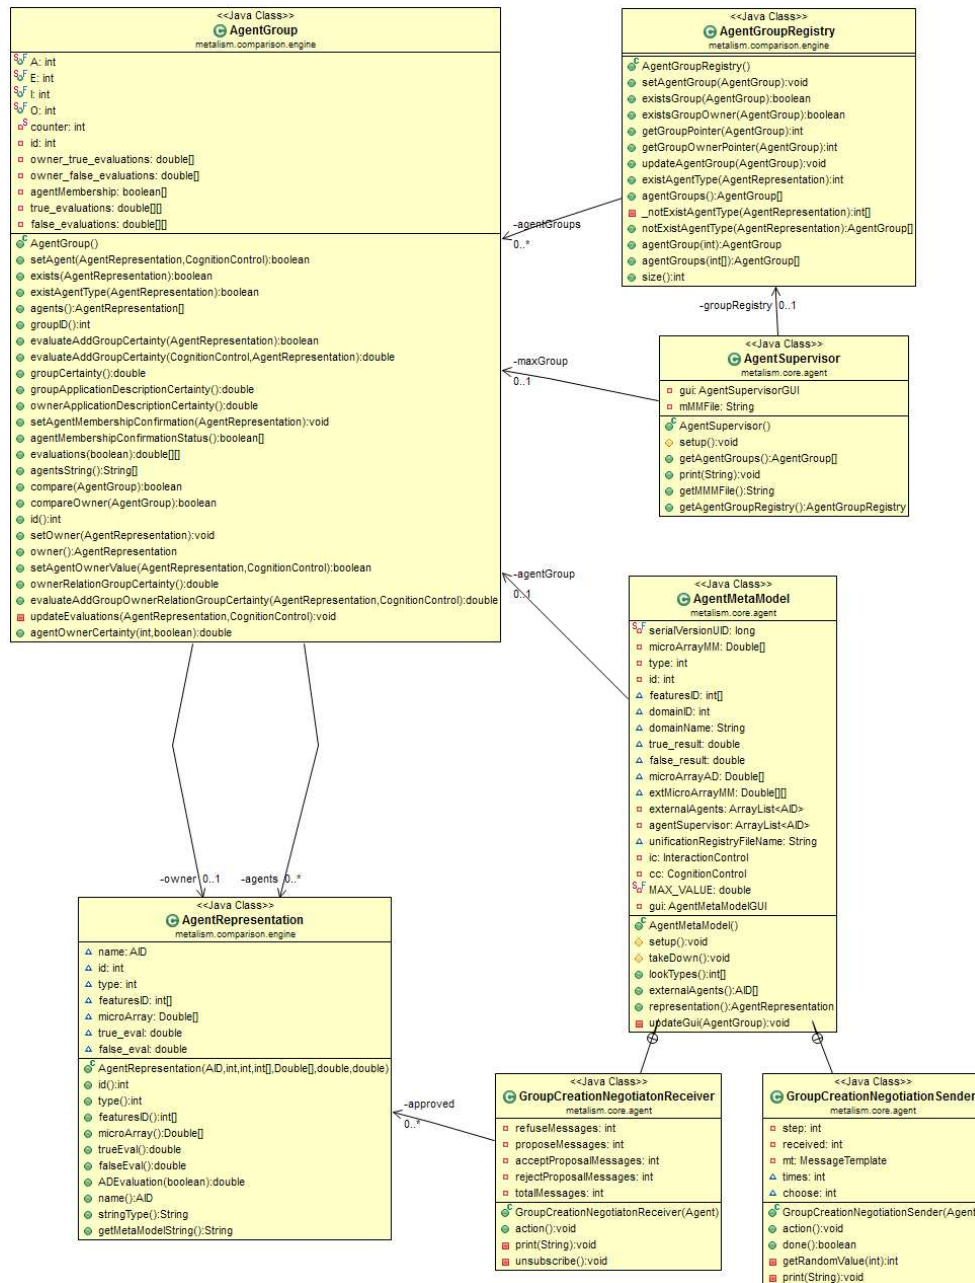 <<Java Class>>
AgentGroup
metalism.comparison.engine
A: int
E: int
I: int
O: int
counter: int
id: int
owner_true_evaluations: double[]
owner_false_evaluations: double[]
agentMembership: boolean[]
true_evaluations: double[][]
false_evaluations: double[][]
AgentGroup()
setAgent(AgentRepresentation,CognitionControl):boolean
exists(AgentRepresentation):boolean
existAgentType(AgentRepresentation):boolean
agents():AgentRepresentation[]
groupID():int
evaluateAddGroupCertainty(AgentRepresentation):boolean
evaluateAddGroupCertainty(CognitionControl,AgentRepresentation):double
groupCertainty():double
groupApplicationDescriptionCertainty():double
ownerApplicationDescriptionCertainty():double
setAgentMembershipConfirmation(AgentRepresentation):void
agentMembershipConfirmationStatus():boolean[]
evaluations(boolean):double[][]
agentsString():String[]
compare(AgentGroup):boolean
compareOwner(AgentGroup):boolean
id():int
setOwner(AgentRepresentation):void
owner():AgentRepresentation
setAgentOwnerValue(AgentRepresentation,CognitionControl):boolean
ownerRelationGroupCertainty():double
evaluateAddGroupOwnerRelationGroupCertainty(AgentRepresentation,CognitionControl):double
updateEvaluations(AgentRepresentation,CognitionControl):void
agentOwnerCertainty(int,boolean):double
<<Java Class>>
AgentGroupRegistry
metalism.comparison.engine
AgentGroupRegistry()
setAgentGroup(AgentGroup):void
existsGroup(AgentGroup):boolean
existsGroupOwner(AgentGroup):boolean
getGroupPointer(AgentGroup):int
getGroupOwnerPointer(AgentGroup):int
updateAgentGroup(AgentGroup):void
existAgentType(AgentRepresentation):int
agentGroups():AgentGroup[]
_notExistAgentType(AgentRepresentation):int[]
notExistAgentType(AgentRepresentation):AgentGroup[]
agentGroup(int):AgentGroup
agentGroups(int[]):AgentGroup[]
size():int
-agentGroups
0..*
-groupRegistry 0..1
<<Java Class>>
AgentSupervisor
metalism.core.agent
gui: AgentSupervisorGUI
mMMFile: String
AgentSupervisor()
setup():void
getAgentGroups():AgentGroup[]
print(String):void
getMMMFile():String
getAgentGroupRegistry():AgentGroupRegistry
-maxGroup
0..1
-agentGroup
0..1
<<Java Class>>
AgentMetaModel
metalism.core.agent
serialVersionUID: long
microArrayMM: Double[]
type: int
id: int
featuresID: int[]
domainID: int
domainName: String
true_result: double
false_result: double
microArrayAD: Double[]
extMicroArrayMM: Double[][]
externalAgents: ArrayList<AID>
agentSupervisor: ArrayList<AID>
unificationRegistryFileName: String
ic: InteractionControl
cc: CognitionControl
MAX_VALUE: double
gui: AgentMetaModelGUI
AgentMetaModel()
setup():void
takeDown():void
lookTypes():int[]
externalAgents():AID[]
representation():AgentRepresentation
updateGui(AgentGroup):void
-owner 0..1
-agents 0..*
<<Java Class>>
AgentRepresentation
metalism.comparison.engine
name: AID
id: int
type: int
featuresID: int[]
microArray: Double[]
true_eval: double
false_eval: double
AgentRepresentation(AID,int,int,int[],Double[],double,double)
id():int
type():int
featuresID():int[]
microArray():Double[]
trueEval():double
falseEval():double
ADEvaluation(boolean):double
name():AID
stringType():String
getMetaModelString():String
-approved
0..*
<<Java Class>>
GroupCreationNegotiatonReceiver
metalism.core.agent
refuseMessages: int
proposeMessages: int
acceptProposalMessages: int
rejectProposalMessages: int
totalMessages: int
GroupCreationNegotiatonReceiver(Agent)
action():void
print(String):void
unsubscribe():void
<<Java Class>>
GroupCreationNegotiationSender
metalism.core.agent
step: int
received: int
mt: MessageTemplate
times: int
choose: int
GroupCreationNegotiationSender(Agent
action():void
done():boolean
getRandomValue(int):int
print(String):void